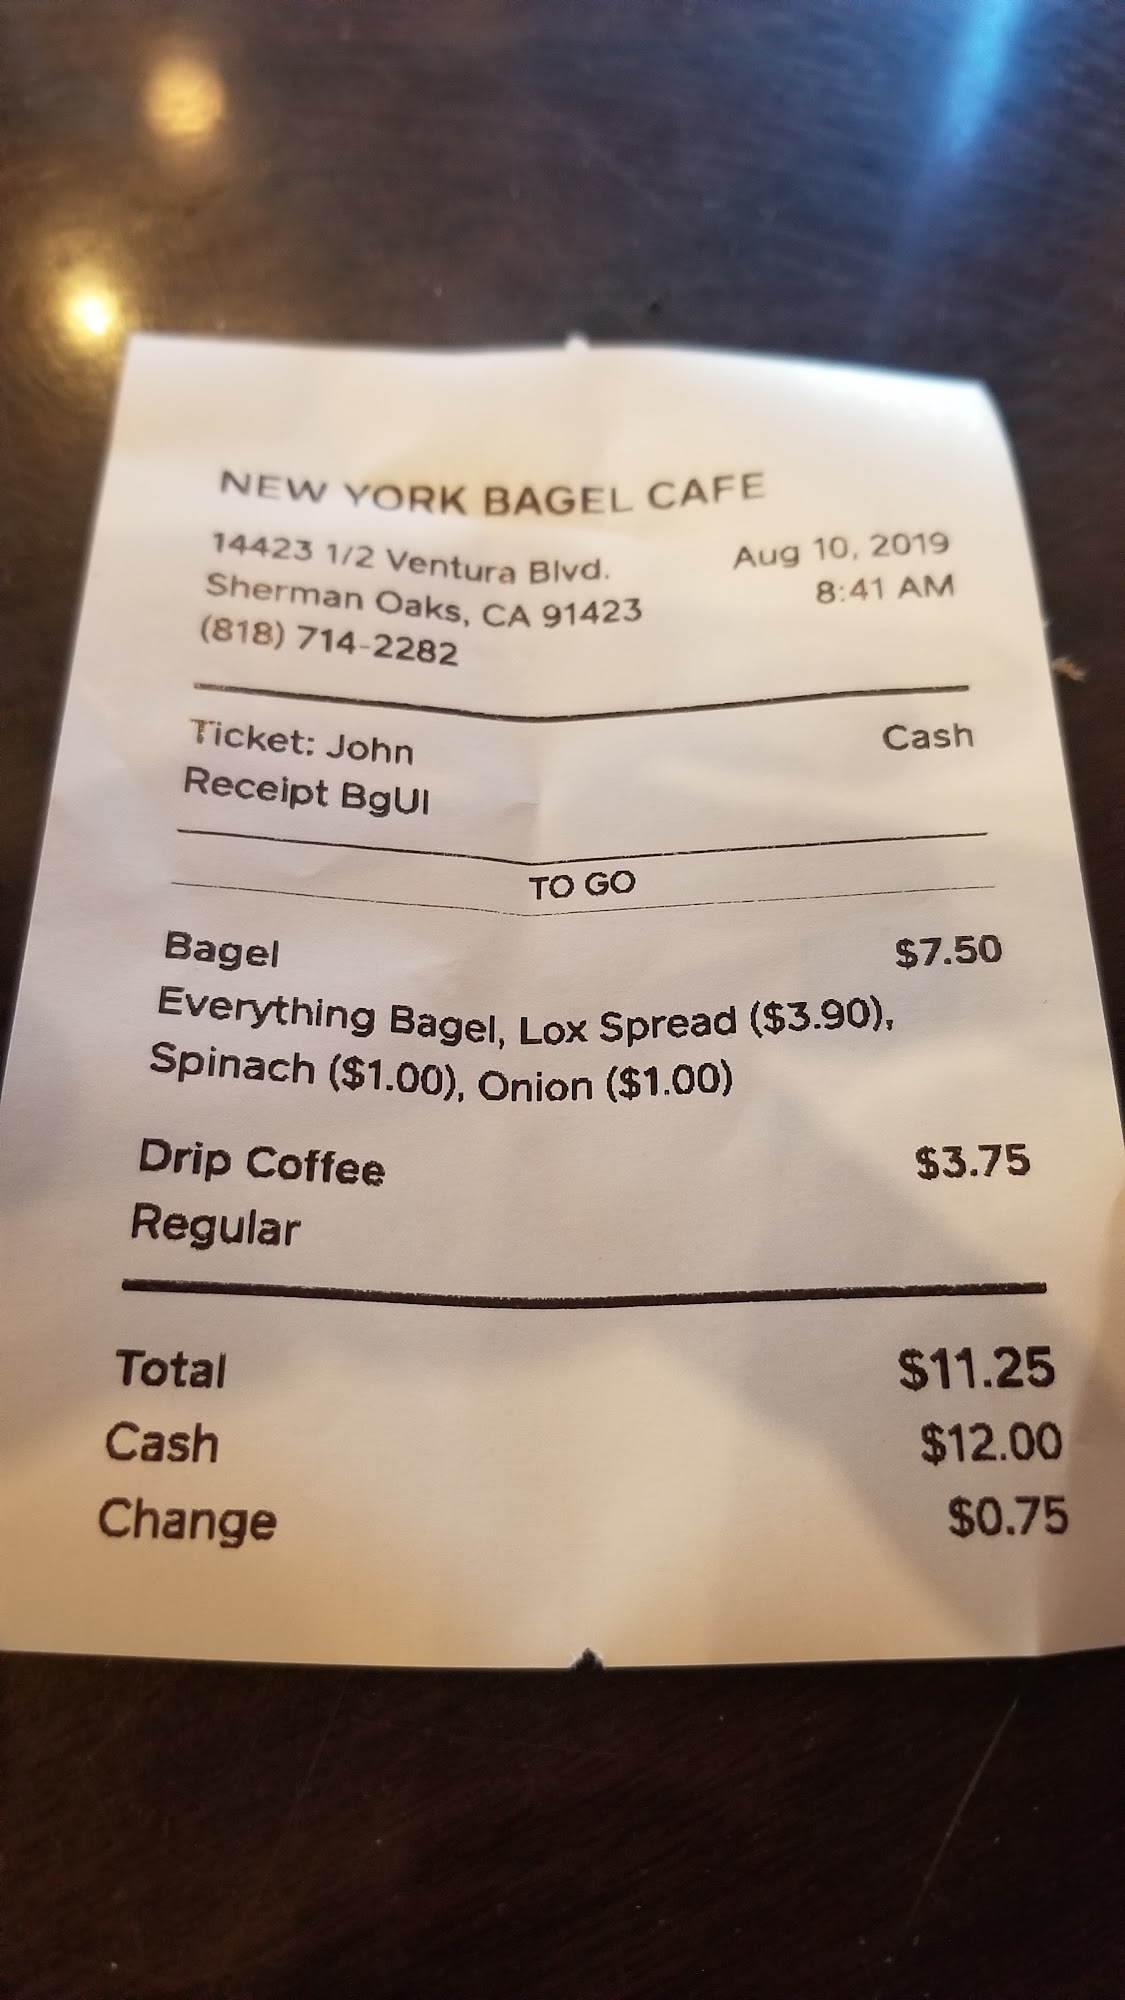 NEW YORK BAGEL CAFE
14423 1/2 Ventura Blvd.
Sherman Oaks, CA 91423
(818) 714-2282
Aug 10, 2019
8:41 AM
Ticket: John
Cash
Receipt BgUI
TO GO
Bagel $7.50
Everything Bagel, Lox Spread ($3.90),
Spinach ($1.00), Onion ($1.00)
Drip Coffee $3.75
Regular
Total $11.25
Cash $12.00
Change $0.75